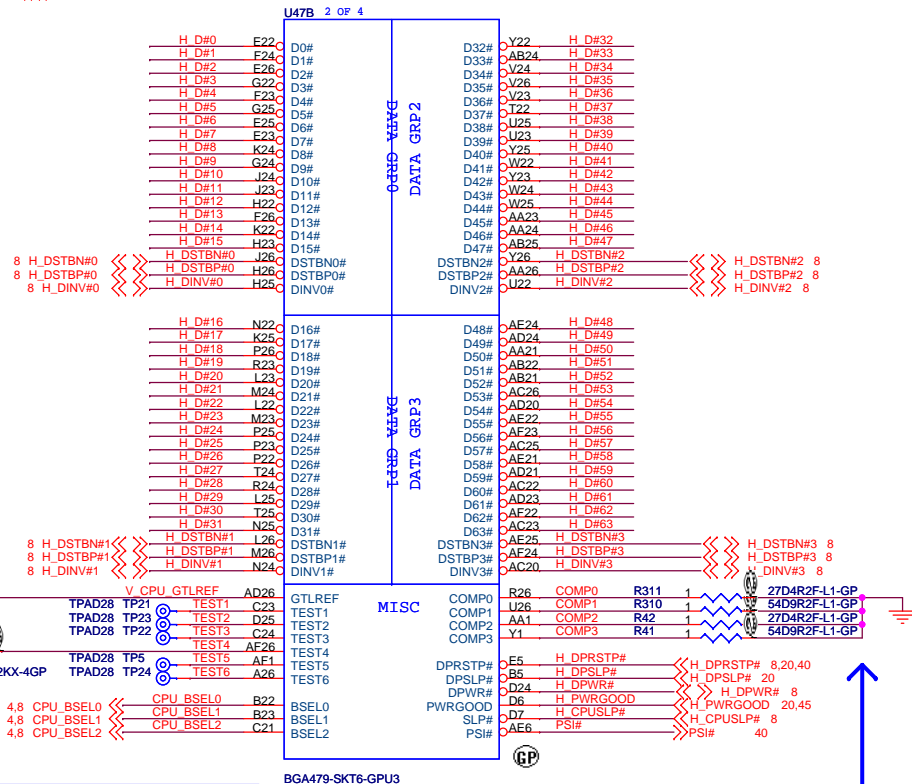 U47B 2 OF 4
H_D#0 E22 D0# D32# Y22 H_D#32
H_D#1 F24 D1# D33# AB24 H_D#33
H_D#2 E26 D2# D34# V24 H_D#34
H_D#3 G22 D3# D35# V26 H_D#35
H_D#4 F23 D4# D36# V23 H_D#36
H_D#5 G25 D5# D37# T22 H_D#37
H_D#6 E25 D6# D38# U25 H_D#38
H_D#7 E23 D7# D39# U23 H_D#39
H_D#8 K24 D8# D40# Y25 H_D#40
H_D#9 G24 D9# D41# W22 H_D#41
H_D#10 J24 D10# D42# Y23 H_D#42
H_D#11 J23 D11# D43# W24 H_D#43
H_D#12 H22 D12# D44# W25 H_D#44
H_D#13 F26 D13# D45# AA23 H_D#45
H_D#14 K22 D14# D46# AA24 H_D#46
H_D#15 H23 D15# D47# AB25 H_D#47
8 H_DSTBN#0 H_DSTBN#0 J26 DSTBN0# DSTBN2# Y26 H_DSTBN#2 H_DSTBN#2 8
8 H_DSTBP#0 H_DSTBP#0 H26 DSTBP0# DSTBP2# AA26 H_DSTBP#2 H_DSTBP#2 8
8 H_DINV#0 H_DINV#0 H25 DINV0# DINV2# U22 H_DINV#2 H_DINV#2 8
DATA GRP0
DATA GRP2
H_D#16 N22 D16# D48# AE24 H_D#48
H_D#17 K25 D17# D49# AD24 H_D#49
H_D#18 P26 D18# D50# AA21 H_D#50
H_D#19 R23 D19# D51# AB22 H_D#51
H_D#20 L23 D20# D52# AB21 H_D#52
H_D#21 M24 D21# D53# AC26 H_D#53
H_D#22 L22 D22# D54# AD20 H_D#54
H_D#23 M23 D23# D55# AE22 H_D#55
H_D#24 P25 D24# D56# AF23 H_D#56
H_D#25 P23 D25# D57# AC25 H_D#57
H_D#26 P22 D26# D58# AE21 H_D#58
H_D#27 T24 D27# D59# AD21 H_D#59
H_D#28 R24 D28# D60# AC22 H_D#60
H_D#29 L25 D29# D61# AD23 H_D#61
H_D#30 T25 D30# D62# AF22 H_D#62
H_D#31 N25 D31# D63# AC23 H_D#63
8 H_DSTBN#1 H_DSTBN#1 L26 DSTBN1# DSTBN3# AE25 H_DSTBN#3 H_DSTBN#3 8
8 H_DSTBP#1 H_DSTBP#1 M26 DSTBP1# DSTBP3# AF24 H_DSTBP#3 H_DSTBP#3 8
8 H_DINV#1 H_DINV#1 N24 DINV1# DINV3# AC20 H_DINV#3 H_DINV#3 8
DATA GRP1
DATA GRP3
MISC
V_CPU_GTLREF AD26 GTLREF COMP0 R26 COMP0 R311 1 27D4R2F-L1-GP
TPAD28 TP21 TEST1 C23 TEST1 COMP1 U26 COMP1 R310 1 54D9R2F-L1-GP
TPAD28 TP23 TEST2 D25 TEST2 COMP2 AA1 COMP2 R42 1 27D4R2F-L1-GP
TPAD28 TP22 TEST3 C24 TEST3 COMP3 Y1 COMP3 R41 1 54D9R2F-L1-GP
TEST4 AF26 TEST4
2KX-4GP TPAD28 TP5 TEST5 AF1 TEST5 DPRSTP# E5 H_DPRSTP# H_DPRSTP# 8,20,40
TPAD28 TP24 TEST6 A26 TEST6 DPSLP# B5 H_DPSLP# H_DPSLP# 20
DPWR# D24 H_DPWR# H_DPWR# 8
4,8 CPU_BSEL0 CPU_BSEL0 B22 BSEL0 PWRGOOD D6 H_PWRGOOD H_PWRGOOD 20,45
4,8 CPU_BSEL1 CPU_BSEL1 B23 BSEL1 SLP# D7 H_CPUSLP# H_CPUSLP# 8
4,8 CPU_BSEL2 CPU_BSEL2 C21 BSEL2 PSI# AE6 PSI# PSI# 40
GP
BGA479-SKT6-GPU3